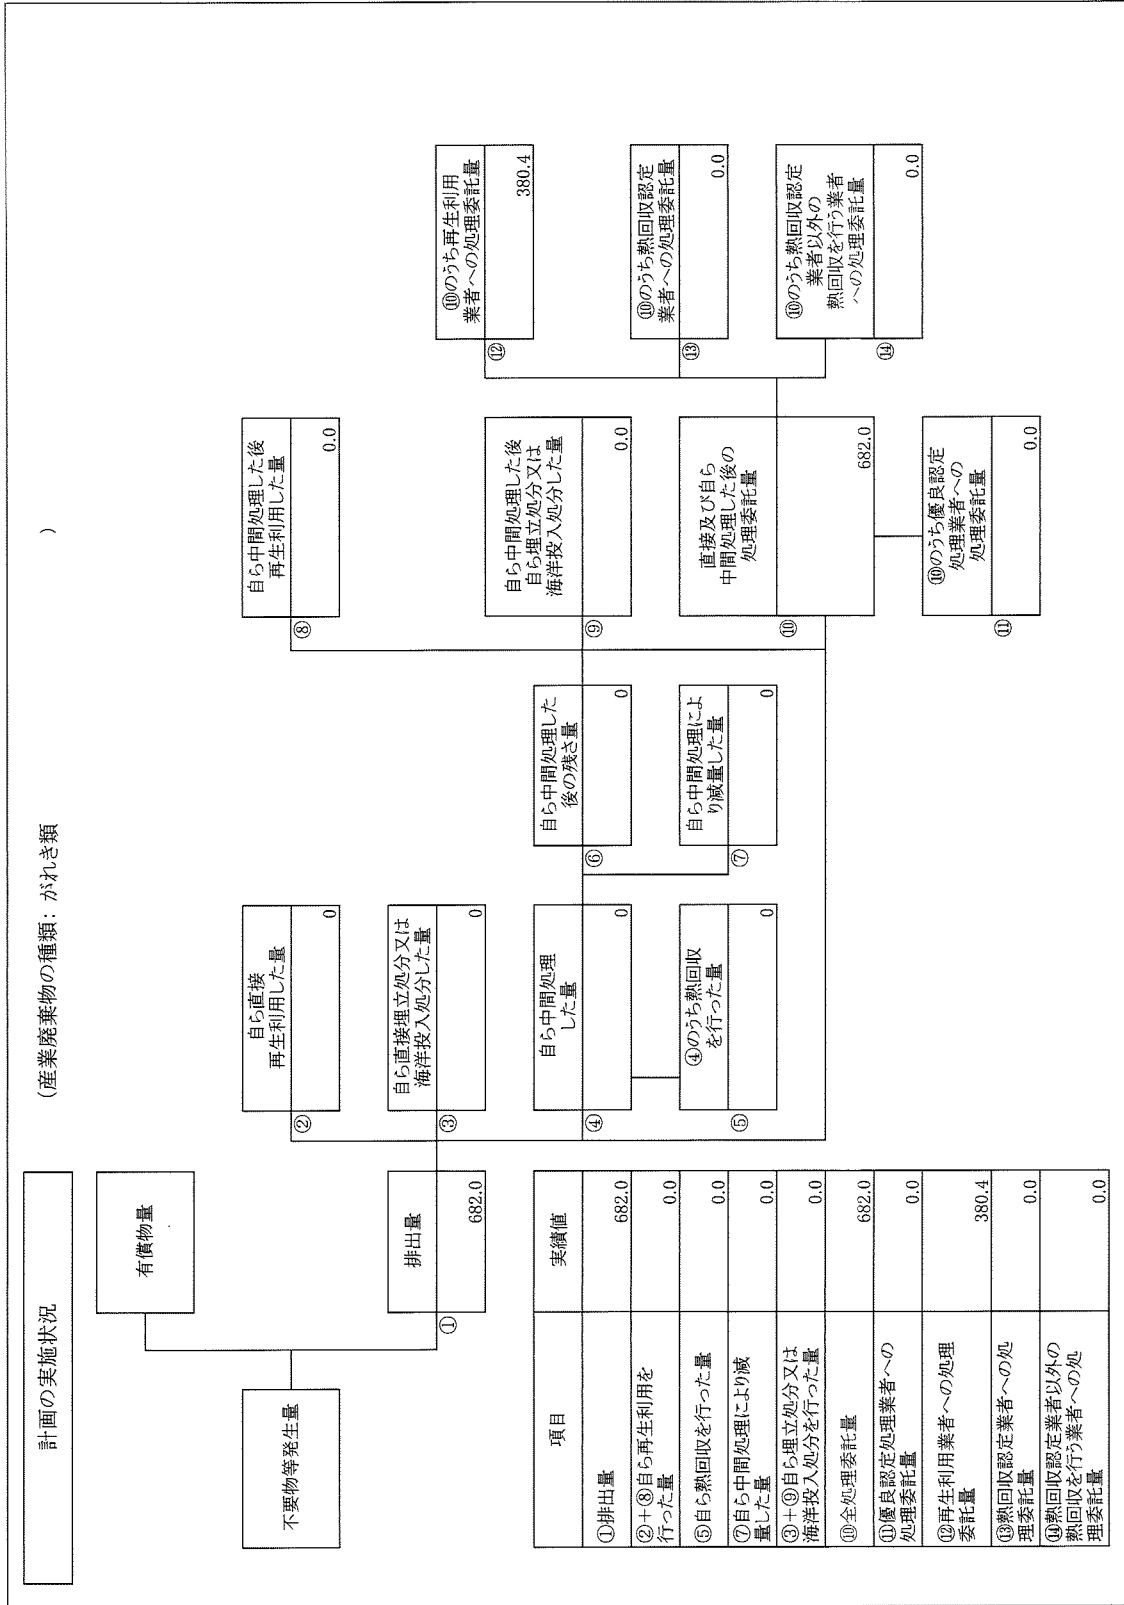 計画の実施状況
(産業廃棄物の種類: がれき類 )
不要物等発生量
有償物量
①
排出量
682.0
②
自ら直接
再生利用した量
0
③
自ら直接埋立処分又は
海洋投入処分した量
0
④
自ら中間処理
した量
0
⑤
④のうち熱回収
を行った量
0
⑥
自ら中間処理した
後の残さ量
0
⑦
自ら中間処理によ
り減量した量
0
⑧
自ら中間処理した後
再生利用した量
0.0
⑨
自ら中間処理した後
自ら埋立処分又は
海洋投入処分した量
0.0
⑩
直接及び自ら
中間処理した後の
処理委託量
682.0
⑪
⑩のうち優良認定
処理業者への
処理委託量
0.0
⑫
⑩のうち再生利用
業者への処理委託量
380.4
⑬
⑩のうち熱回収認定
業者への処理委託量
0.0
⑭
⑩のうち熱回収認定
業者以外の
熱回収を行う業者
への処理委託量
0.0
項目 実績値
①排出量 682.0
②+⑧自ら再生利用を
行った量 0.0
⑤自ら熱回収を行った量 0.0
⑦自ら中間処理により減
量した量 0.0
③+⑨自ら埋立処分又は
海洋投入処分を行った量 0.0
⑩全処理委託量 682.0
⑪優良認定処理業者への
処理委託量 0.0
⑫再生利用業者への処理
委託量 380.4
⑬熱回収認定業者への処
理委託量 0.0
⑭熱回収認定業者以外の
熱回収を行う業者への処
理委託量 0.0